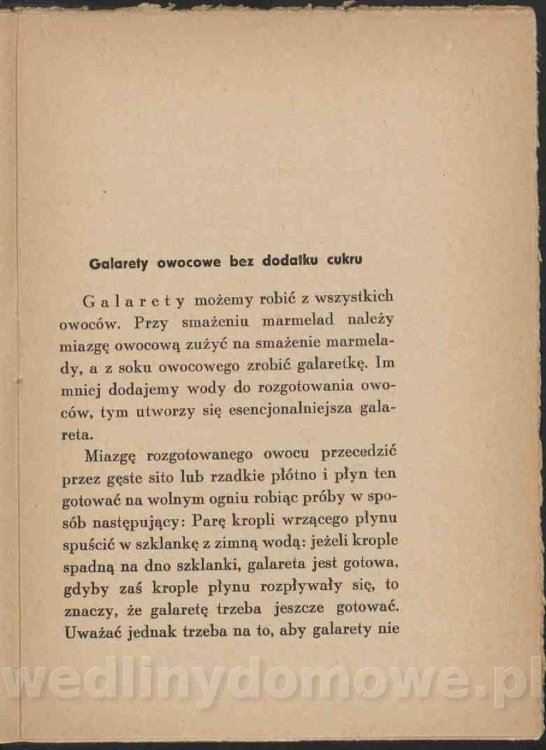 Galarety owocowe bez dodatku cukru
Galarety możemy robić z wszystkich
owoców. Przy smażeniu marmelad należy
miazgę owocową zużyć na smażenie marmela-
dy, a z soku owocowego zrobić galaretkę. Im
mniej dodajemy wody do rozgotowania owo-
ców, tym utworzy się esencjonalniejsza gala-
reta.
Miazgę rozgotowanego owocu przecedzić
przez gęste sito lub rzadkie płótno i płyn ten
gotować na wolnym ogniu robiąc próby w spo-
sób następujący: Parę kropli wrzącego płynu
spuścić w szklankę z zimną wodą: jeżeli krople
spadną na dno szklanki, galareta jest gotowa,
gdyby zaś krople płynu rozpływały się, to
znaczy, że galaretę trzeba jeszcze gotować.
Uważać jednak trzeba na to, aby galarety nie
wedlinydomowe.pl